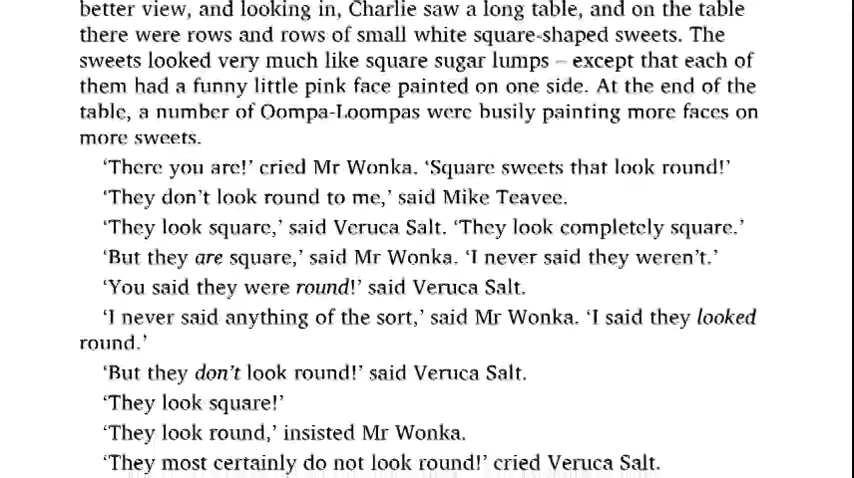 better view, and looking in, Charlie saw a long table, and on the table
there were rows and rows of small white square-shaped sweets. The
sweets looked very much like square sugar lumps – except that each of
them had a funny little pink face painted on one side. At the end of the
table, a number of Oompa-Loompas were busily painting more faces on
more sweets.
‘There you are!’ cried Mr Wonka. ‘Square sweets that look round!’
‘They don’t look round to me,’ said Mike Teavee.
‘They look square,’ said Veruca Salt. ‘They look completely square.’
‘But they are square,’ said Mr Wonka. ‘I never said they weren’t.’
‘You said they were round!’ said Veruca Salt.
‘I never said anything of the sort,’ said Mr Wonka. ‘I said they looked
round.’
‘But they don’t look round!’ said Veruca Salt.
‘They look square!’
‘They look round,’ insisted Mr Wonka.
‘They most certainly do not look round!’ cried Veruca Salt.